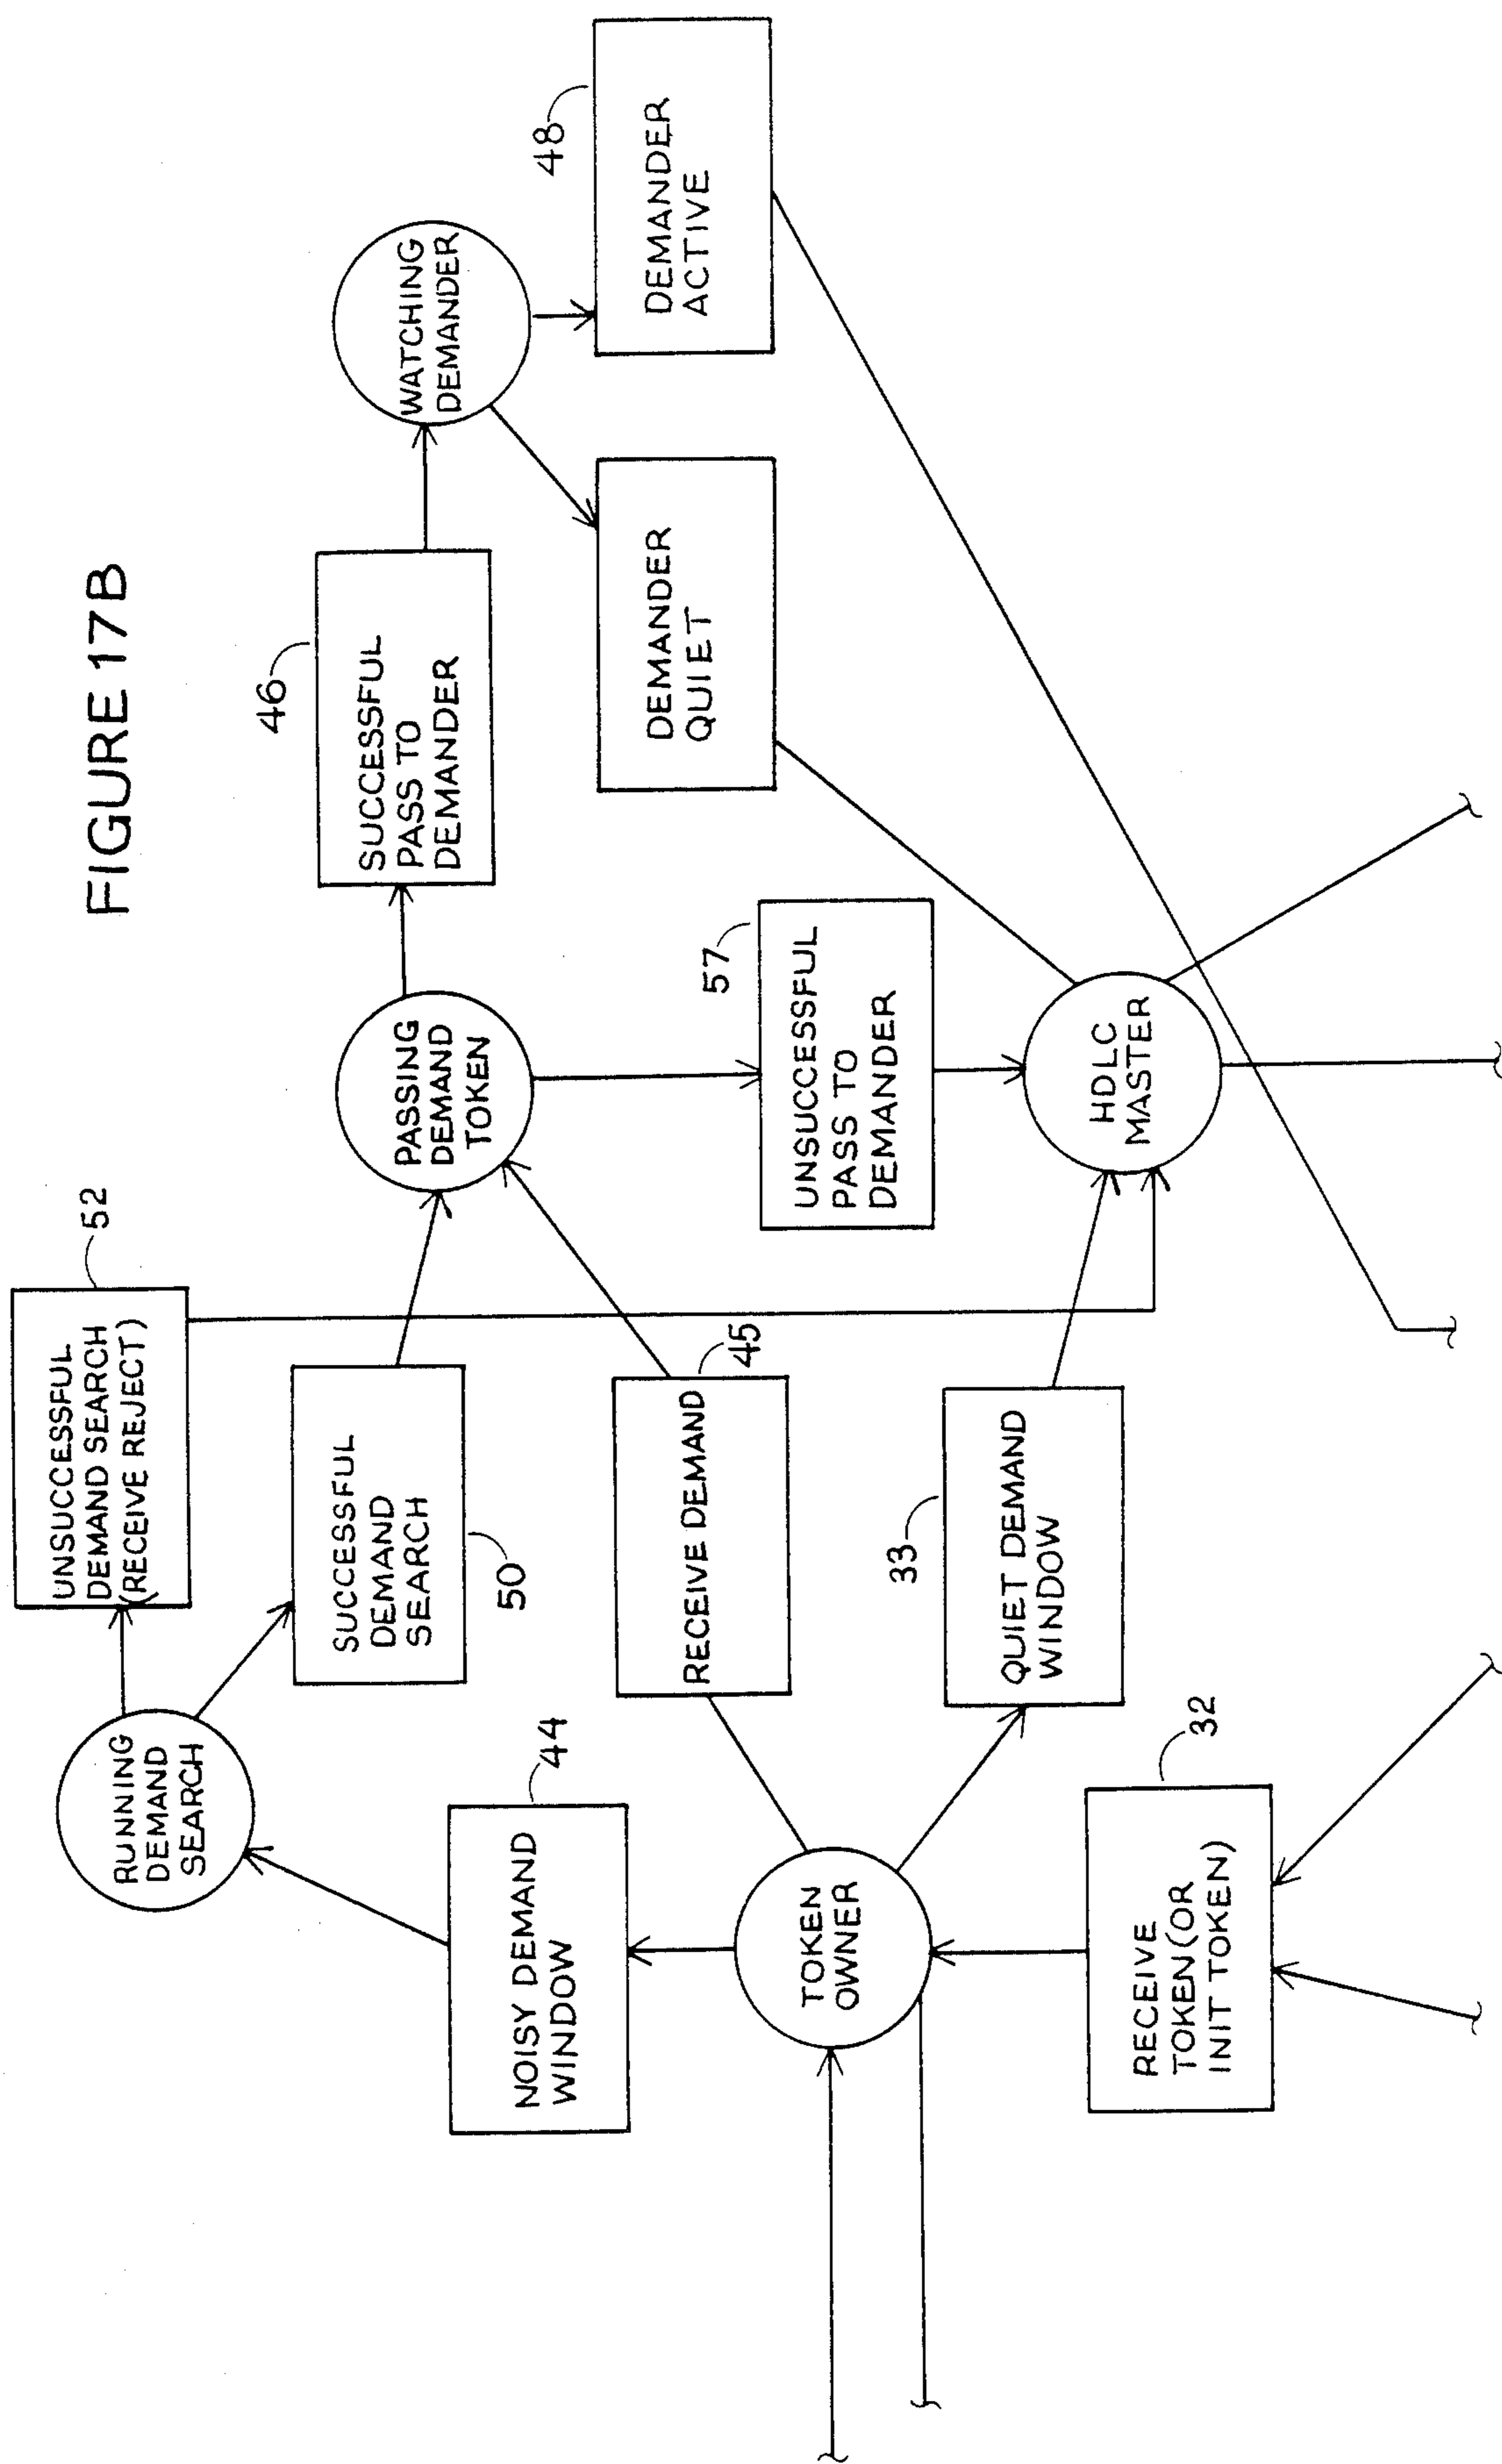 FIGURE 17B
52
UNSUCCESSFUL
DEMAND SEARCH
(RECEIVE REJECT)
RUNNING
DEMAND
SEARCH
SUCCESSFUL
DEMAND
SEARCH
50
46
SUCCESSFUL
PASS TO
DEMANDER
WATCHING
DEMANDER
PASSING
DEMAND
TOKEN
48
DEMANDER
ACTIVE
DEMANDER
QUIET
44
NOISY DEMAND
WINDOW
45
RECEIVE DEMAND
57
UNSUCCESSFUL
PASS TO
DEMANDER
TOKEN
OWNER
33
QUIET DEMAND
WINDOW
HDLC
MASTER
32
RECEIVE
TOKEN(OR
INIT TOKEN)